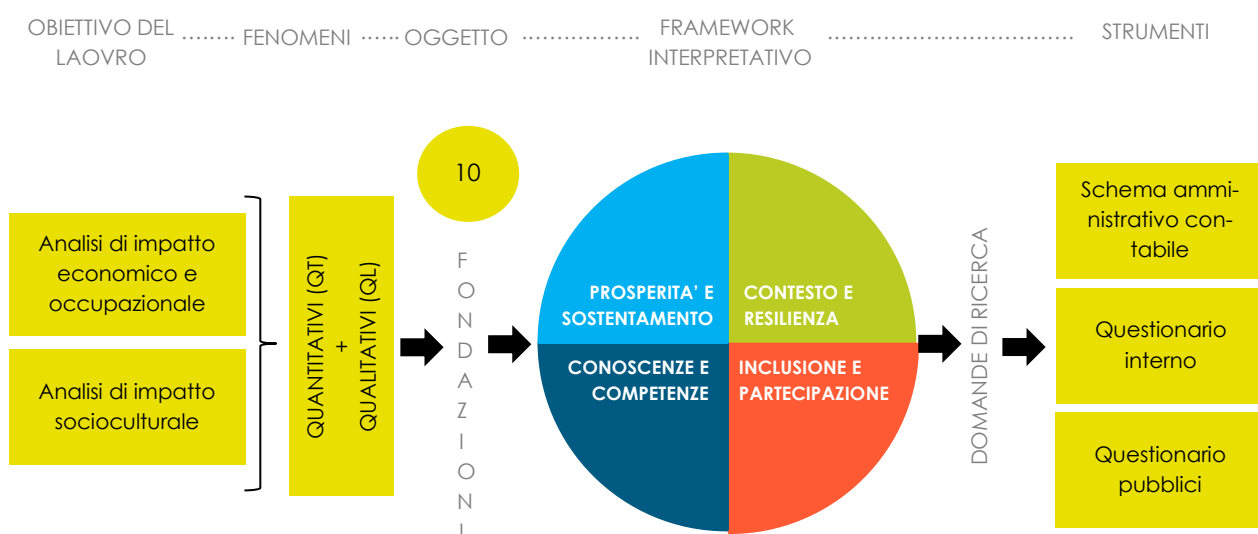 OBIETTIVO DEL
LAOVRO
........ FENOMENI ...... OGGETTO ................. FRAMEWORK
INTERPRETATIVO
.................................... STRUMENTI
10
Analisi di impatto
economico e
occupazionale
Analisi di impatto
socioculturale
QUANTITATIVI (QT)
+
QUALITATIVI (QL)
F
O
N
D
A
Z
I
O
N
I
PROSPERITA’ E
SOSTENTAMENTO
CONTESTO E
RESILIENZA
CONOSCENZE E
COMPETENZE
INCLUSIONE E
PARTECIPAZIONE
DOMANDE DI RICERCA
Schema ammi-
nistrativo con-
tabile
Questionario
interno
Questionario
pubblici